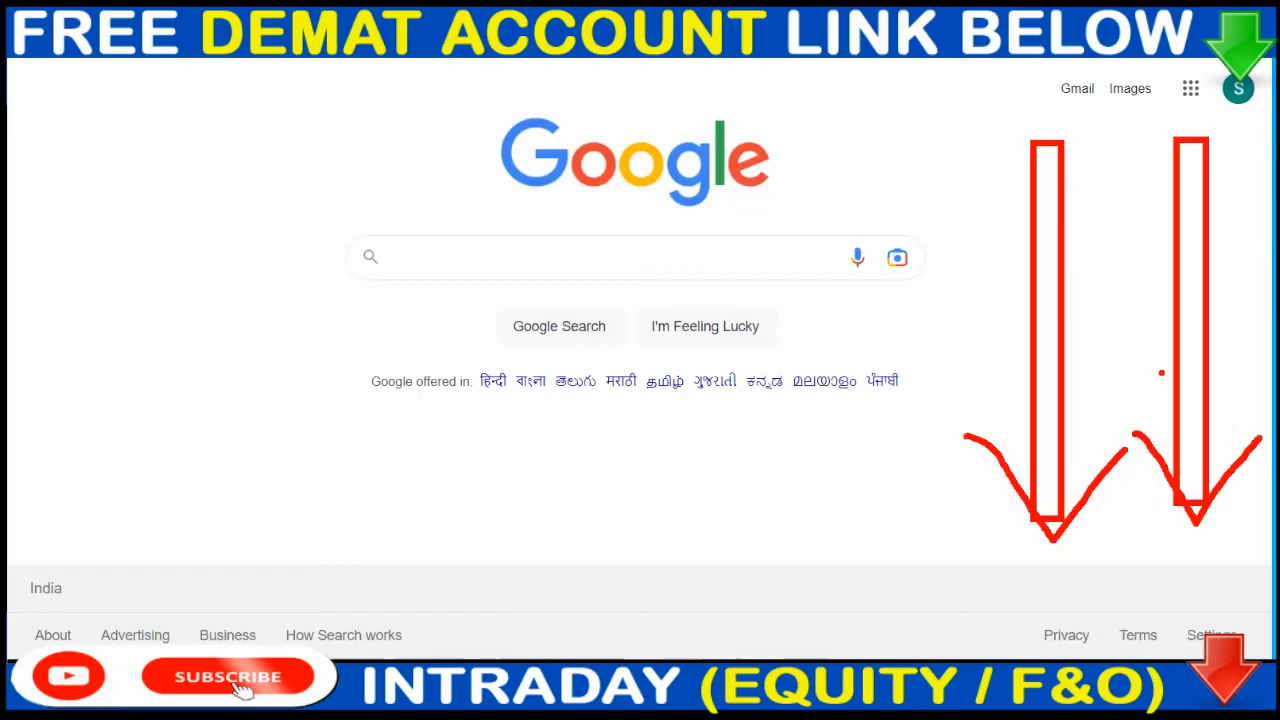 FREE DEMAT ACCOUNT LINK BELOW
Gmail Images
S
Google
Google Search I'm Feeling Lucky
Google offered in: हिन्दी বাংলা తెలుగు मराठी தமிழ் ગુજરાતી ಕನ್ನಡ മലയാളം ਪੰਜਾਬੀ
India
About Advertising Business How Search works Privacy Terms Settings
SUBSCRIBE
INTRADAY (EQUITY / F&O)